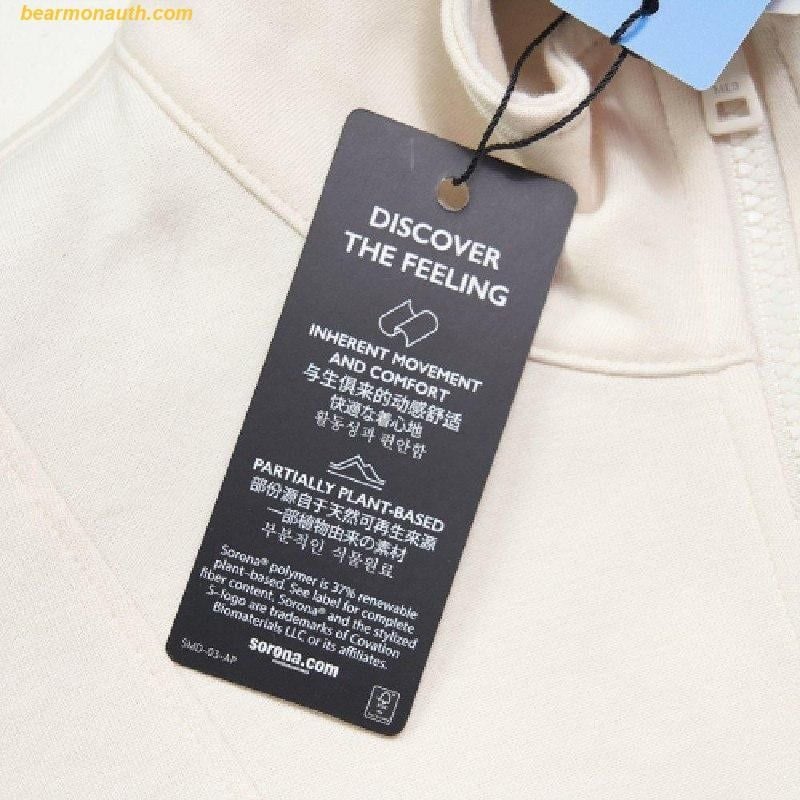 bearmonauth.com
DISCOVER
THE FEELING
INHERENT MOVEMENT
AND COMFORT
与生俱来的动感舒适
快適な着心地
활동성과 편안함
PARTIALLY PLANT-BASED
部份源自于天然可再生來源
一部植物由来の素材
부분적인 식물원료
Sorona® polymer is 37% renewable
plant-based. See label for complete
fiber content. Sorona® and the stylized
S-logo are trademarks of Covation
Biomaterials LLC or its affiliates.
SMD-03-AP
sorona.com